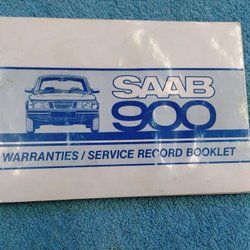 SAAB
900
WARRANTIES / SERVICE RECORD BOOKLET